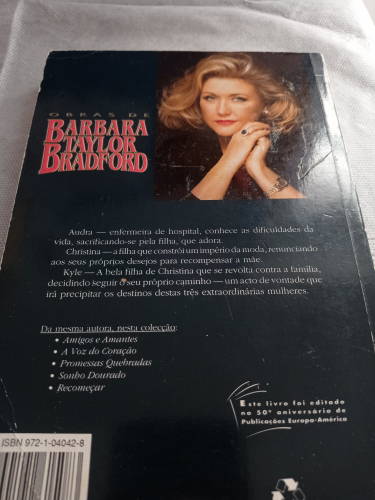 OBRAS DE
BARBARA
TAYLOR
BRADFORD
Audra — enfermeira de hospital, conhece as dificuldades da
vida, sacrificando-se pela filha, que adora.
Christina — a filha que constrói um império da moda, renunciando
aos seus próprios desejos para recompensar a mãe.
Kyle — A bela filha de Christina que se revolta contra a família,
decidindo seguir o seu próprio caminho — um acto de vontade que
irá precipitar os destinos destas três extraordinárias mulheres.
Da mesma autora, nesta colecção:
• Amigos e Amantes
• A Voz do Coração
• Promessas Quebradas
• Sonho Dourado
• Recomeçar
Este livro foi editado
no 50º aniversário de
Publicações Europa-América
ISBN 972-1-04042-8